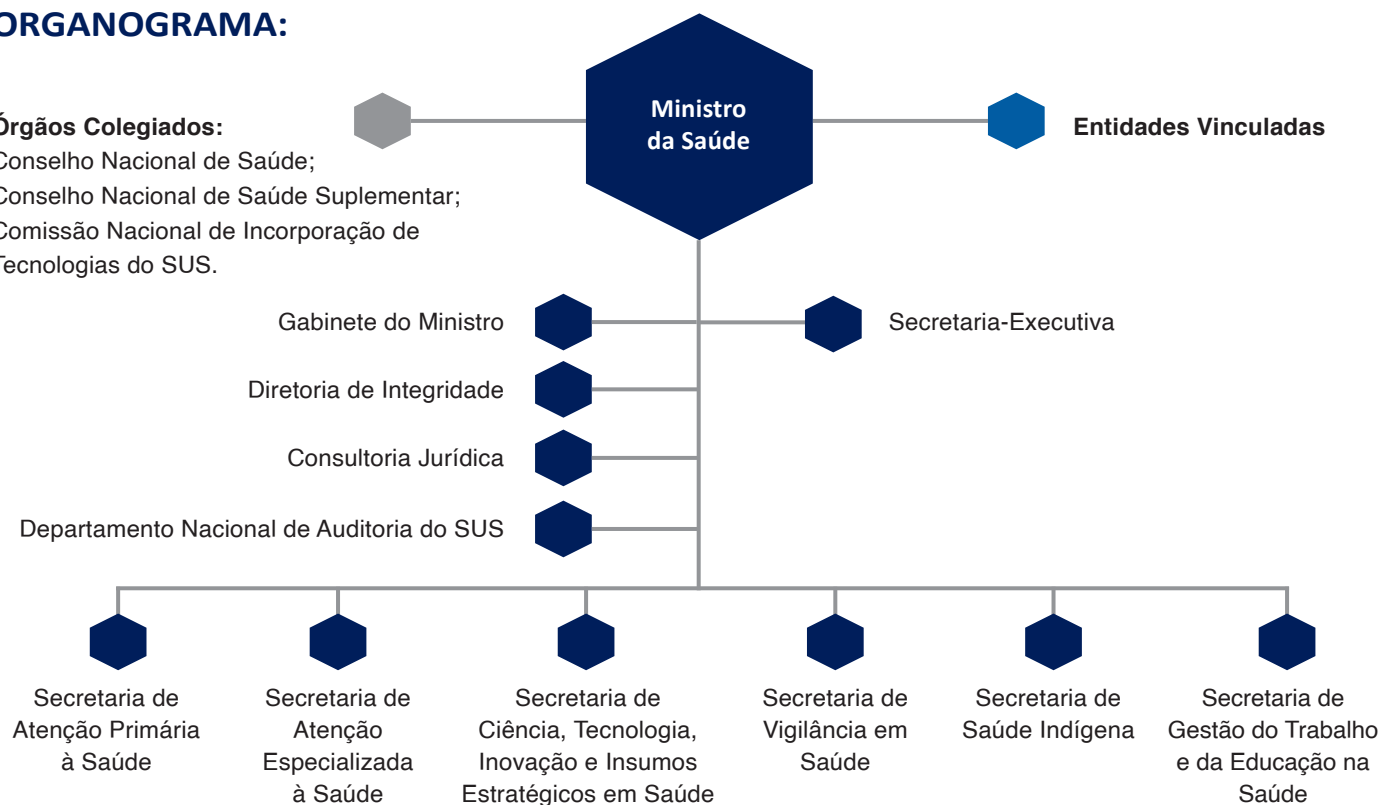 ORGANOGRAMA:
Ministro
da Saúde
Órgãos Colegiados:
Conselho Nacional de Saúde;
Conselho Nacional de Saúde Suplementar;
Comissão Nacional de Incorporação de
Tecnologias do SUS.
Entidades Vinculadas
Gabinete do Ministro
Secretaria-Executiva
Diretoria de Integridade
Consultoria Jurídica
Departamento Nacional de Auditoria do SUS
Secretaria de
Atenção Primária
à Saúde
Secretaria de
Atenção
Especializada
à Saúde
Secretaria de
Ciência, Tecnologia,
Inovação e Insumos
Estratégicos em Saúde
Secretaria de
Vigilância em
Saúde
Secretaria de
Saúde Indígena
Secretaria de
Gestão do Trabalho
e da Educação na
Saúde